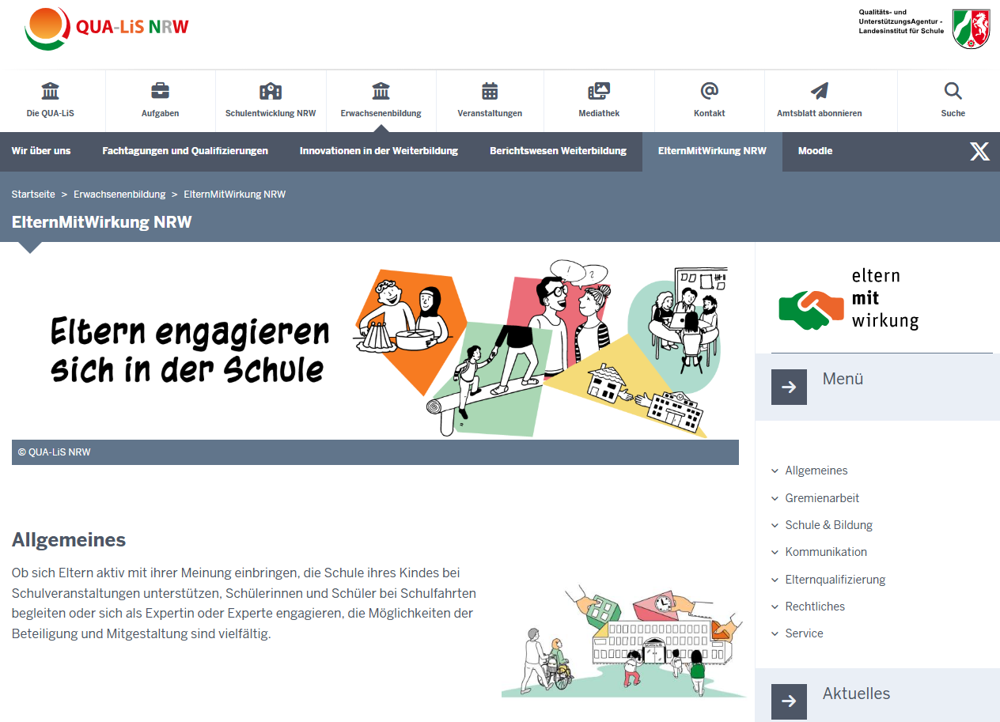 QUA-LiS NRW
Qualitäts- und
UnterstützungsAgentur -
Landesinstitut für Schule
Die QUA-LiS
Aufgaben
Schulentwicklung NRW
Erwachsenenbildung
Veranstaltungen
Mediathek
Kontakt
Amtsblatt abonnieren
Suche
Wir über uns
Fachtagungen und Qualifizierungen
Innovationen in der Weiterbildung
Berichtswesen Weiterbildung
ElternMitWirkung NRW
Moodle
Startseite > Erwachsenenbildung > ElternMitWirkung NRW
ElternMitWirkung NRW
Eltern engagieren
sich in der Schule
1
2
eltern
mit
wirkung
Menü
© QUA-LiS NRW
Allgemeines
Gremienarbeit
Schule & Bildung
Kommunikation
Elternqualifizierung
Rechtliches
Service
Allgemeines
Ob sich Eltern aktiv mit ihrer Meinung einbringen, die Schule ihres Kindes bei
Schulveranstaltungen unterstützen, Schülerinnen und Schüler bei Schulfahrten
begleiten oder sich als Expertin oder Experte engagieren, die Möglichkeiten der
Beteiligung und Mitgestaltung sind vielfältig.
SCHULE
Aktuelles